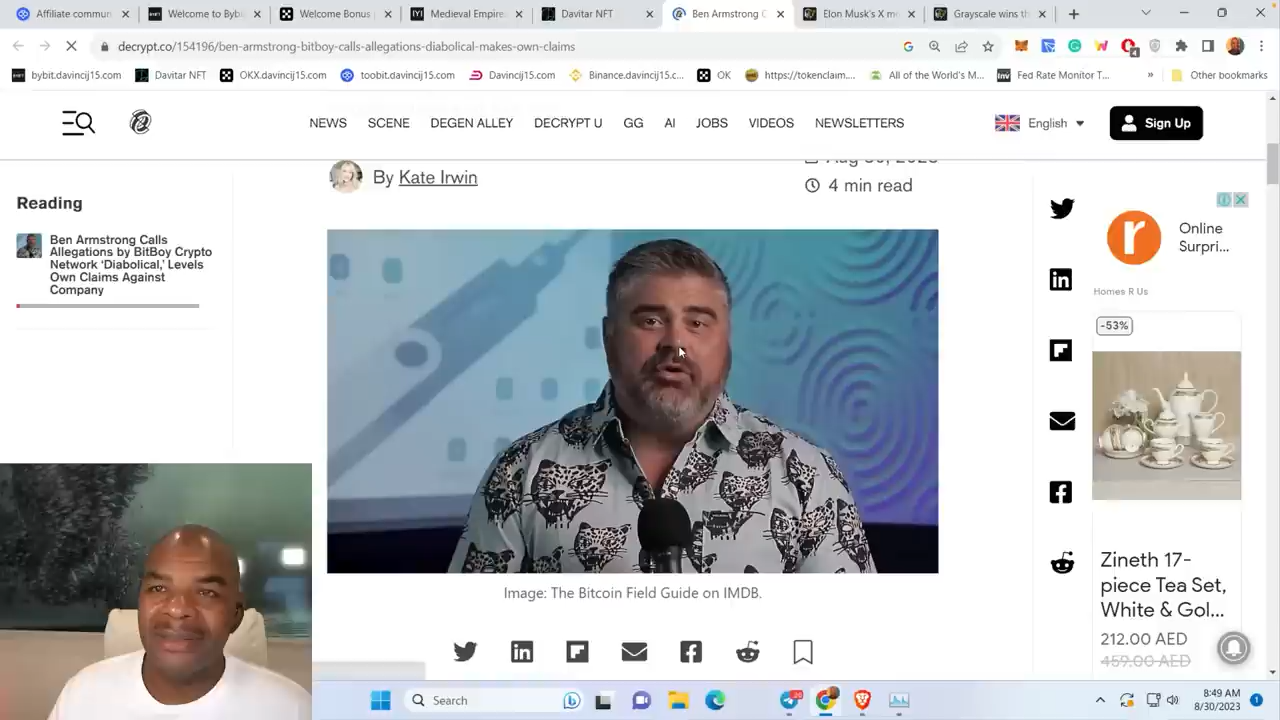 Affiliate commun
Welcome to Bybi
Welcome Bonus
Medieval Empire
Davitar NFT
Ben Armstrong C
Elon Musk's X me
Grayscale wins th
decrypt.co/154196/ben-armstrong-bitboy-calls-allegations-diabolical-makes-own-claims
bybit.davincij15.com
Davitar NFT
OKX.davincij15.com
toobit.davincij15.com
Davincij15.com
Binance.davincij15.c...
OK
https://tokenclaim....
All of the World's M...
Fed Rate Monitor T...
»
Other bookmarks
NEWS
SCENE
DEGEN ALLEY
DECRYPT U
GG
AI
JOBS
VIDEOS
NEWSLETTERS
English
Sign Up
By Kate Irwin
4 min read
Reading
Ben Armstrong Calls
Allegations by BitBoy Crypto
Network ‘Diabolical,’ Levels
Own Claims Against
Company
Online
Surpri...
Homes R Us
-53%
Zineth 17-
piece Tea Set,
White & Gol...
212.00 AED
459.00 AED
Image: The Bitcoin Field Guide on IMDB.
Search
8:49 AM
8/30/2023